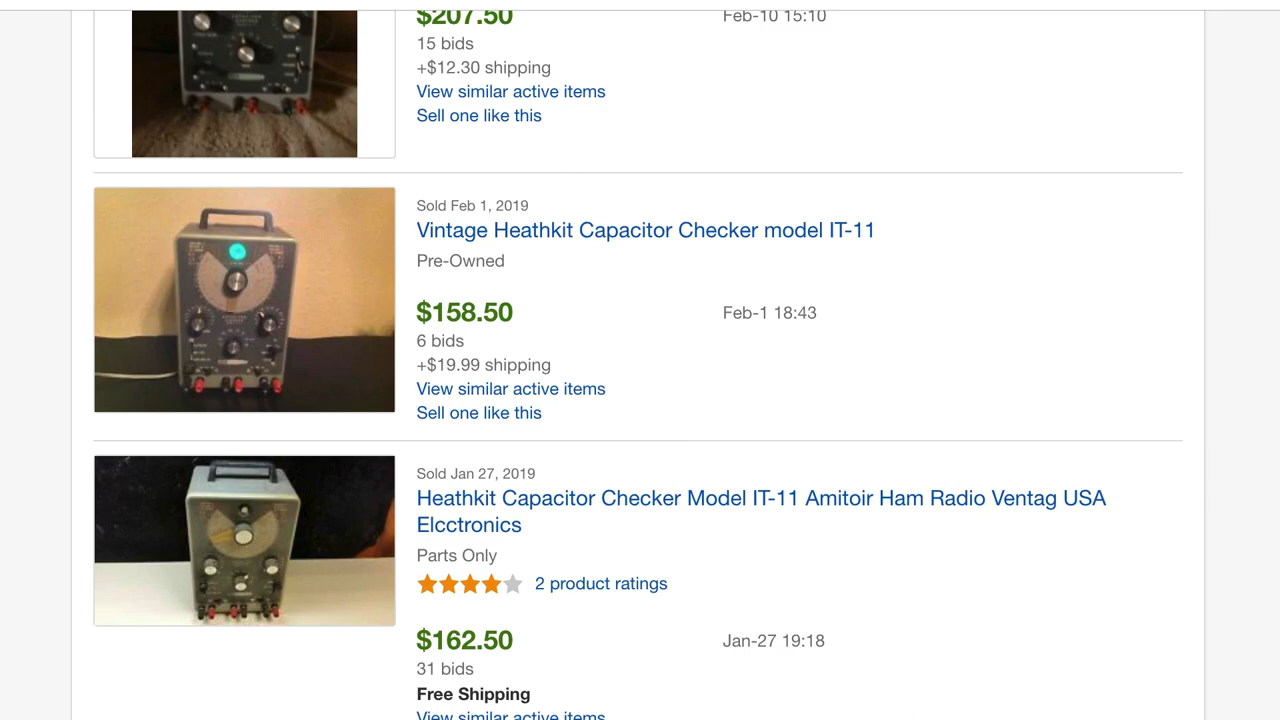 $207.50
Feb-10 15:10
15 bids
+$12.30 shipping
View similar active items
Sell one like this
Sold Feb 1, 2019
Vintage Heathkit Capacitor Checker model IT-11
Pre-Owned
$158.50
Feb-1 18:43
6 bids
+$19.99 shipping
View similar active items
Sell one like this
Sold Jan 27, 2019
Heathkit Capacitor Checker Model IT-11 Amitoir Ham Radio Ventag USA
Elcctronics
Parts Only
2 product ratings
$162.50
Jan-27 19:18
31 bids
Free Shipping
View similar active items